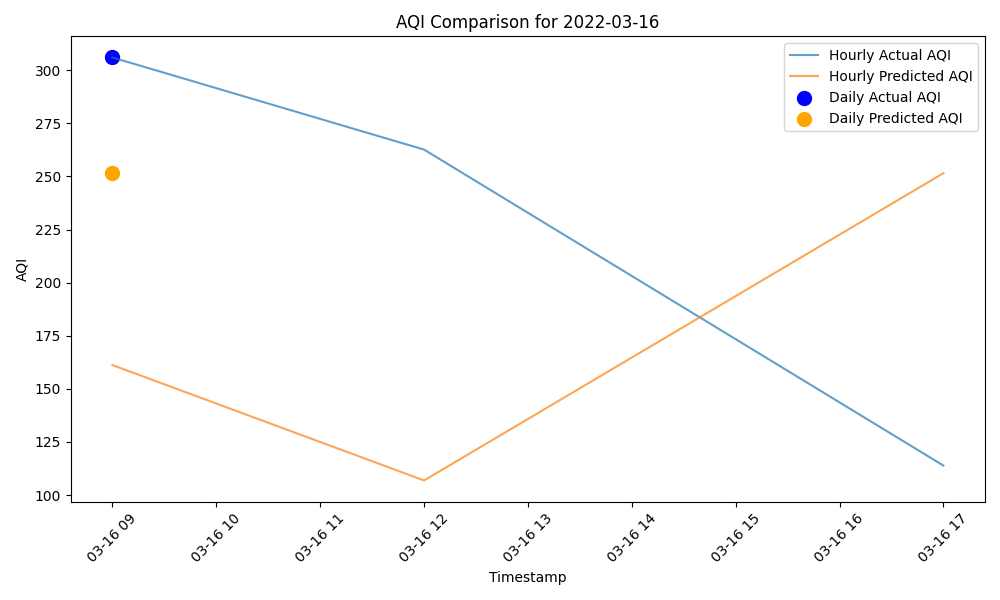 AQI Comparison for 2022-03-16
Hourly Actual AQI
Hourly Predicted AQI
Daily Actual AQI
Daily Predicted AQI
AQI
300
275
250
225
200
175
150
125
100
03-16 09
03-16 10
03-16 11
03-16 12
03-16 13
03-16 14
03-16 15
03-16 16
03-16 17
Timestamp